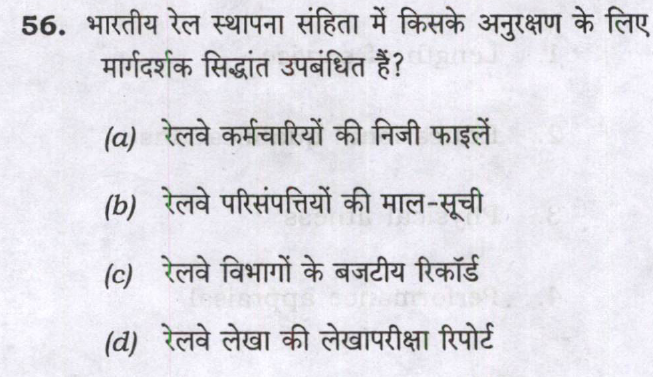 56. भारतीय रेल स्थापना संहिता में किसके अनुरक्षण के लिए
मार्गदर्शक सिद्धांत उपबंधित हैं?
(a) रेलवे कर्मचारियों की निजी फाइलें
(b) रेलवे परिसंपत्तियों की माल-सूची
(c) रेलवे विभागों के बजटीय रिकॉर्ड
(d) रेलवे लेखा की लेखापरीक्षा रिपोर्ट